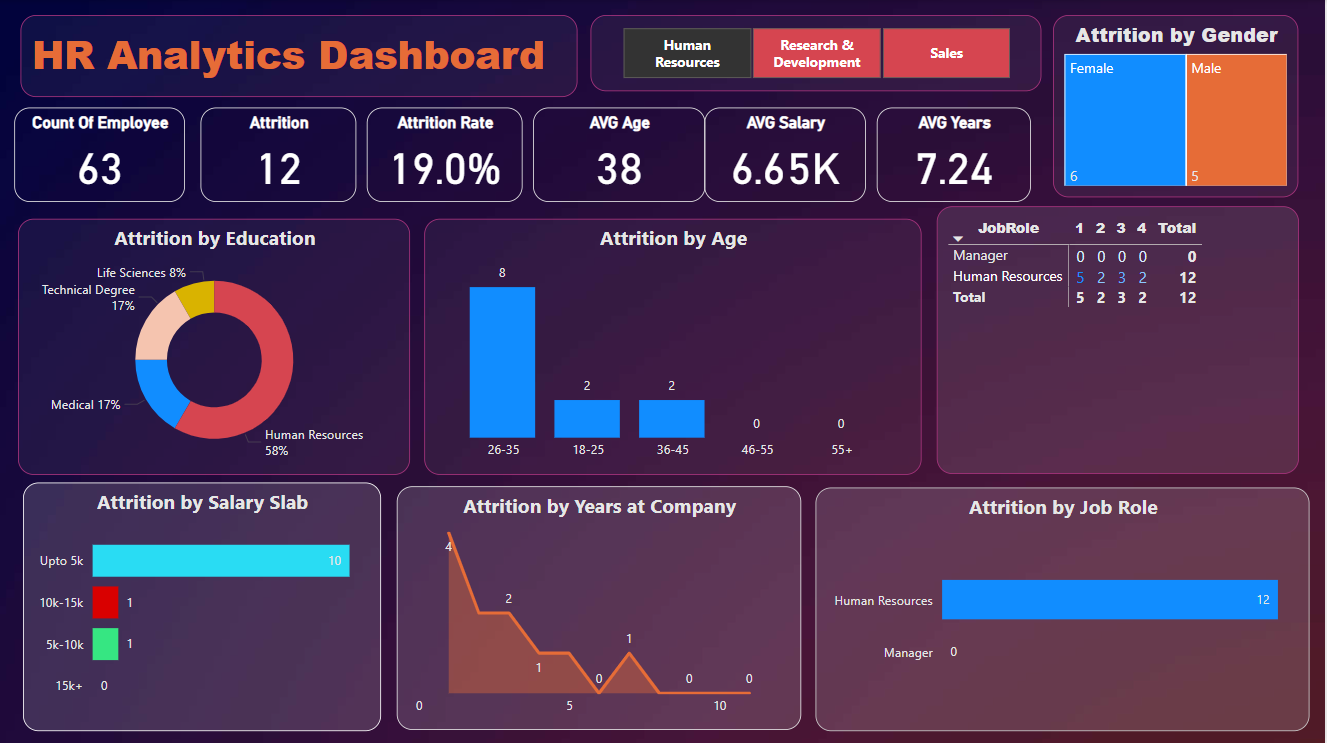 HR Analytics Dashboard
Human
Resources
Research &
Development
Sales
Attrition by Gender
Female
Male
6
5
Count Of Employee
63
Attrition
12
Attrition Rate
19.0%
AVG Age
38
AVG Salary
6.65K
AVG Years
7.24
Attrition by Education
Life Sciences 8%
Technical Degree
17%
Medical 17%
Human Resources
58%
Attrition by Age
8
2
2
0
0
26-35
18-25
36-45
46-55
55+
JobRole 1 2 3 4 Total
Manager 0 0 0 0 0
Human Resources 5 2 3 2 12
Total 5 2 3 2 12
Attrition by Salary Slab
Upto 5k 10
10k-15k 1
5k-10k 1
15k+ 0
Attrition by Years at Company
4
2
1
0
1
0
0
0
5
10
Attrition by Job Role
Human Resources 12
Manager 0